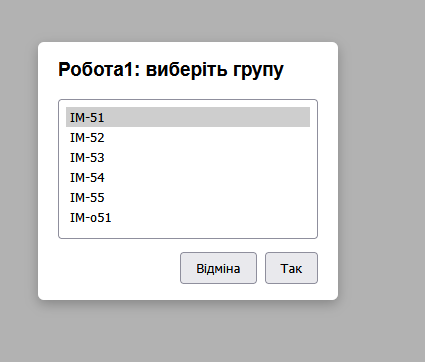 Робота1: виберіть групу
ІМ-51
ІМ-52
ІМ-53
ІМ-54
ІМ-55
ІМ-о51
Відміна
Так